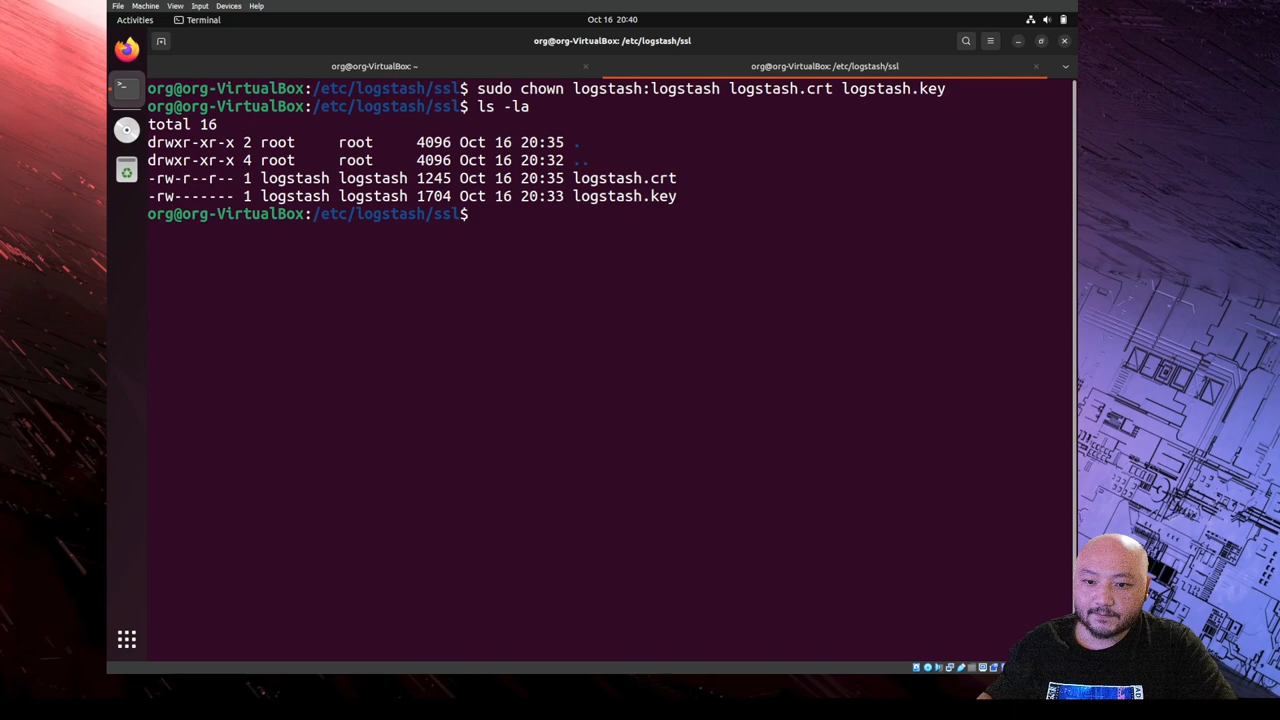 File Machine View Input Devices Help
Activities Terminal Oct 16 20:40
org@org-VirtualBox: /etc/logstash/ssl
org@org-VirtualBox: ~ org@org-VirtualBox: /etc/logstash/ssl
org@org-VirtualBox:/etc/logstash/ssl$ sudo chown logstash:logstash logstash.crt logstash.key
org@org-VirtualBox:/etc/logstash/ssl$ ls -la
total 16
drwxr-xr-x 2 root root 4096 Oct 16 20:35 .
drwxr-xr-x 4 root root 4096 Oct 16 20:32 ..
-rw-r--r-- 1 logstash logstash 1245 Oct 16 20:35 logstash.crt
-rw------- 1 logstash logstash 1704 Oct 16 20:33 logstash.key
org@org-VirtualBox:/etc/logstash/ssl$